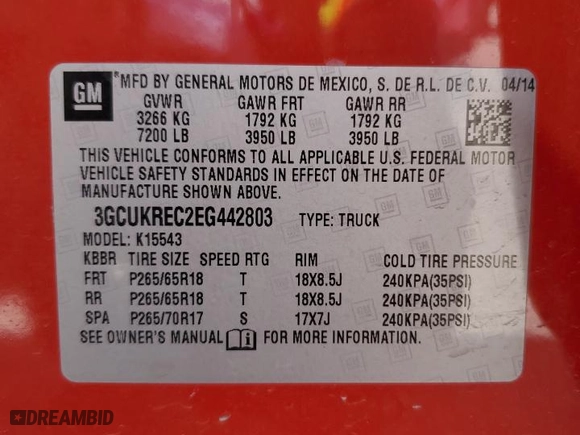 GM *MFD BY GENERAL MOTORS DE MEXICO, S. DE R.L. DE C.V. 04/14
GVWR GAWR FRT GAWR RR
3266 KG 1792 KG 1792 KG
7200 LB 3950 LB 3950 LB
THIS VEHICLE CONFORMS TO ALL APPLICABLE U.S. FEDERAL MOTOR
VEHICLE SAFETY STANDARDS IN EFFECT ON THE DATE OF
MANUFACTURE SHOWN ABOVE.
3GCUKREC2EG442803 TYPE: TRUCK
MODEL: K15543
KBBR TIRE SIZE SPEED RTG RIM COLD TIRE PRESSURE
FRT P265/65R18 T 18X8.5J 240KPA(35PSI)
RR P265/65R18 T 18X8.5J 240KPA(35PSI)
SPA P265/70R17 S 17X7J 240KPA(35PSI)
SEE OWNER'S MANUAL FOR MORE INFORMATION.
DREAMBID